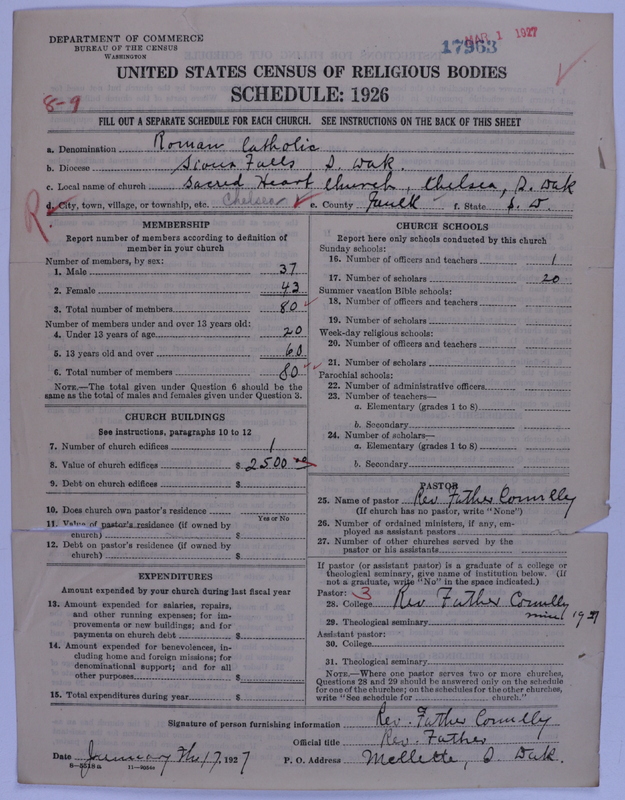 DEPARTMENT OF COMMERCE
BUREAU OF THE CENSUS
WASHINGTON
MAR 1 1927
17963
UNITED STATES CENSUS OF RELIGIOUS BODIES
SCHEDULE: 1926
8-9
FILL OUT A SEPARATE SCHEDULE FOR EACH CHURCH. SEE INSTRUCTIONS ON THE BACK OF THIS SHEET
a. Denomination Roman Catholic
b. Diocese Sioux Falls S. Dak.
c. Local name of church Sacred Heart Church, Chelsea, S. Dak
R
d. City, town, village, or township, etc. Chelsea e. County Faulk f. State S. D.
MEMBERSHIP
Report number of members according to definition of
member in your church
Number of members, by sex:
1. Male 37
2. Female 43
3. Total number of members 80
Number of members under and over 13 years old:
4. Under 13 years of age 20
5. 13 years old and over 60
6. Total number of members 80
NOTE.—The total given under Question 6 should be the
same as the total of males and females given under Question 3.
CHURCH BUILDINGS
See instructions, paragraphs 10 to 12
7. Number of church edifices 1
8. Value of church edifices $ 2500 00
9. Debt on church edifices $
10. Does church own pastor's residence
Yes or No
11. Value of pastor's residence (if owned by
church) $
12. Debt on pastor's residence (if owned by
church) $
EXPENDITURES
Amount expended by your church during last fiscal year
13. Amount expended for salaries, repairs,
and other running expenses; for im-
provements or new buildings; and for
payments on church debt $
14. Amount expended for benevolences, in-
cluding home and foreign missions; for
denominational support; and for all
other purposes $
15. Total expenditures during year $
CHURCH SCHOOLS
Report here only schools conducted by this church
Sunday schools:
16. Number of officers and teachers 1
17. Number of scholars 20
Summer vacation Bible schools:
18. Number of officers and teachers
19. Number of scholars
Week-day religious schools:
20. Number of officers and teachers
21. Number of scholars
Parochial schools:
22. Number of administrative officers
23. Number of teachers—
a. Elementary (grades 1 to 8)
b. Secondary
24. Number of scholars—
a. Elementary (grades 1 to 8)
b. Secondary
PASTOR
25. Name of pastor Rev. Father Connelly
(If church has no pastor, write "None")
26. Number of ordained ministers, if any, em-
ployed as assistant pastors
27. Number of other churches served by the
pastor or his assistants
If pastor (or assistant pastor) is a graduate of a college or
theological seminary, give name of institution below. (If
not a graduate, write "No" in the space indicated.)
Pastor: 3
28. College Rev Father Connelly
29. Theological seminary
Assistant pastor:
30. College
31. Theological seminary
NOTE.—Where one pastor serves two or more churches,
Questions 28 and 29 should be answered only on the schedule
for one of the churches; on the schedules for the other churches,
write "See schedule for church."
Signature of person furnishing information Rev. Father Connelly
Official title Rev. Father
Date January the 17, 1927 P. O. Address Mellette, S. Dak.